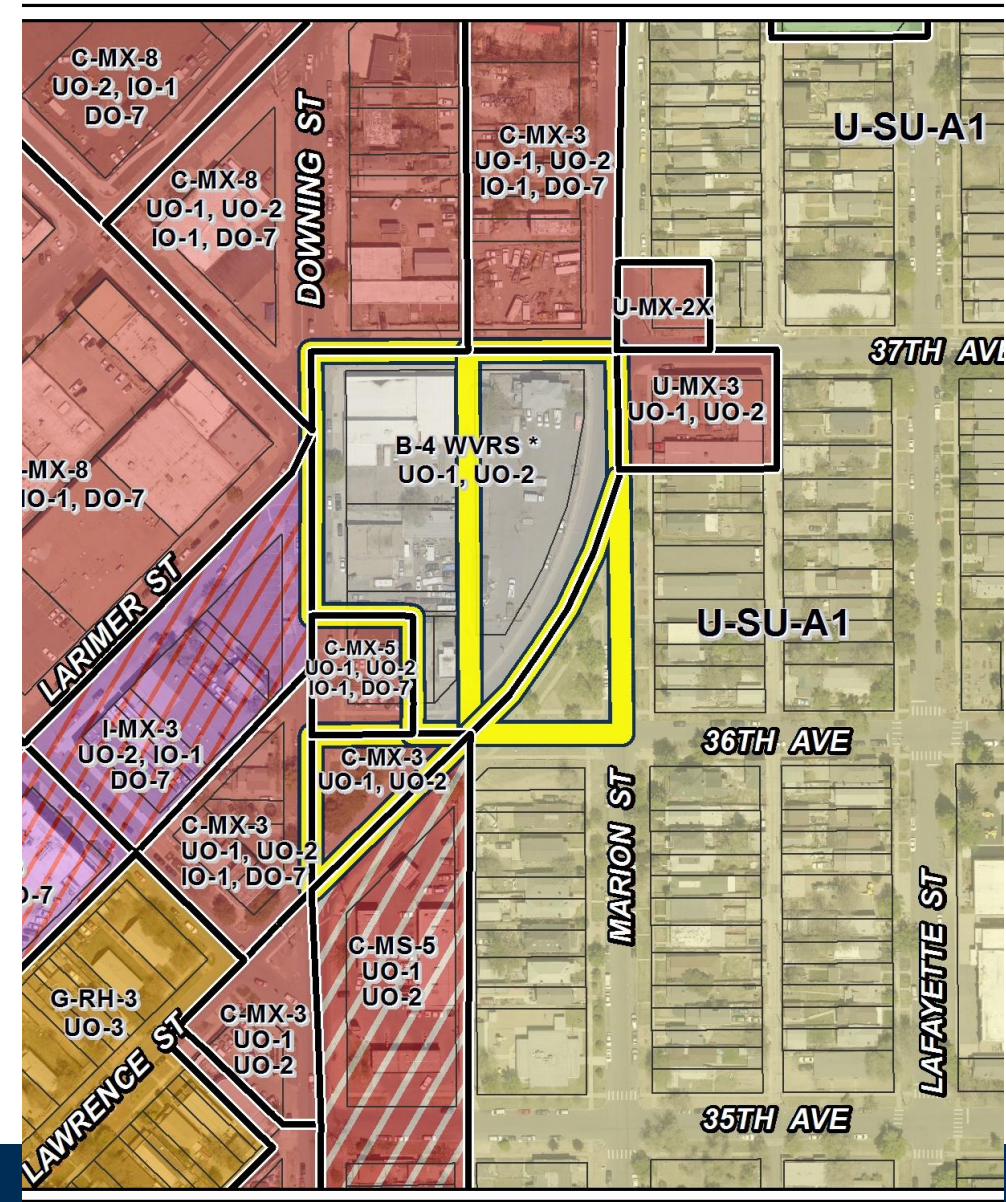 C-MX-8
UO-2, IO-1
DO-7
DOWNING ST
C-MX-3
UO-1, UO-2
IO-1, DO-7
U-SU-A1
C-MX-8
UO-1, UO-2
IO-1, DO-7
U-MX-2X
37TH AVE
U-MX-3
UO-1, UO-2
B-4 WVRS *
UO-1, UO-2
-MX-8
IO-1, DO-7
LARIMER ST
U-SU-A1
C-MX-5
UO-1, UO-2
IO-1, DO-7
I-MX-3
UO-2, IO-1
DO-7
36TH AVE
C-MX-3
UO-1, UO-2
MARION ST
C-MX-3
UO-1, UO-2
IO-1, DO-7
O-7
C-MS-5
UO-1
UO-2
LAFAYETTE ST
G-RH-3
UO-3
C-MX-3
UO-1
UO-2
LAWRENCE ST
35TH AVE